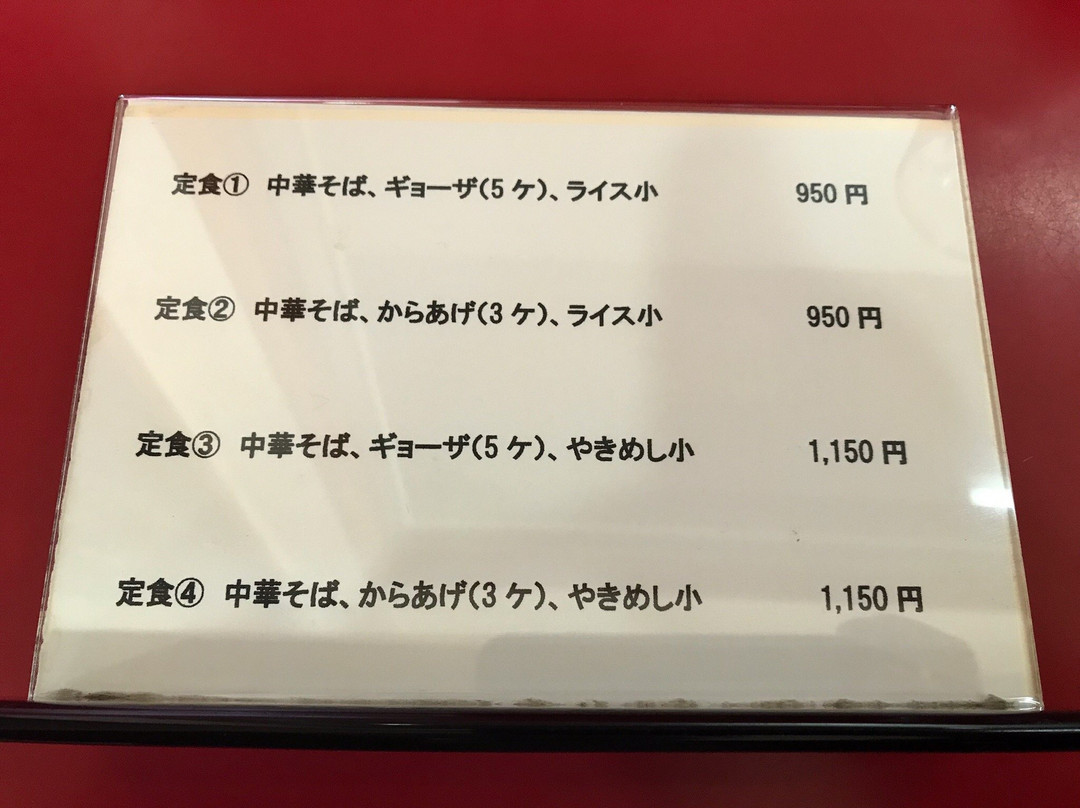 定食① 中華そば、ギョーザ(5ケ)、ライス小 950円
定食② 中華そば、からあげ(3ケ)、ライス小 950円
定食③ 中華そば、ギョーザ(5ケ)、やきめし小 1,150円
定食④ 中華そば、からあげ(3ケ)、やきめし小 1,150円